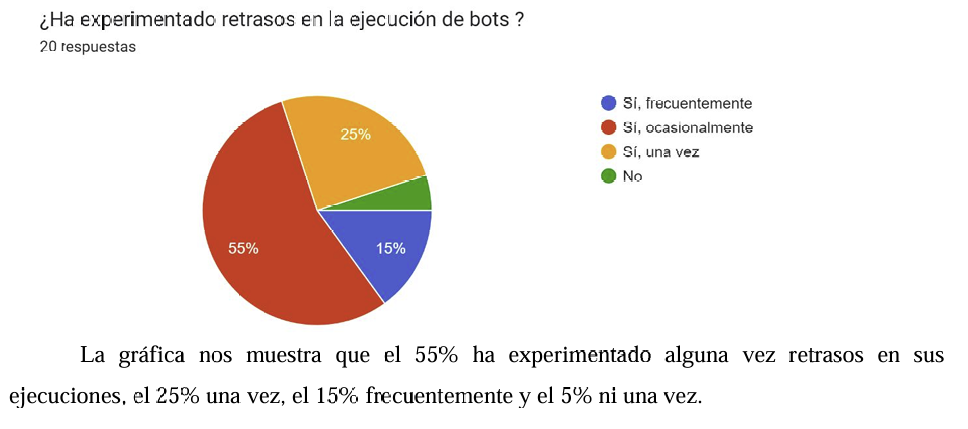 ¿Ha experimentado retrasos en la ejecución de bots ?
20 respuestas
Sí, frecuentemente
Sí, ocasionalmente
Sí, una vez
No
25%
55%
15%
La gráfica nos muestra que el 55% ha experimentado alguna vez retrasos en sus
ejecuciones, el 25% una vez, el 15% frecuentemente y el 5% ni una vez.